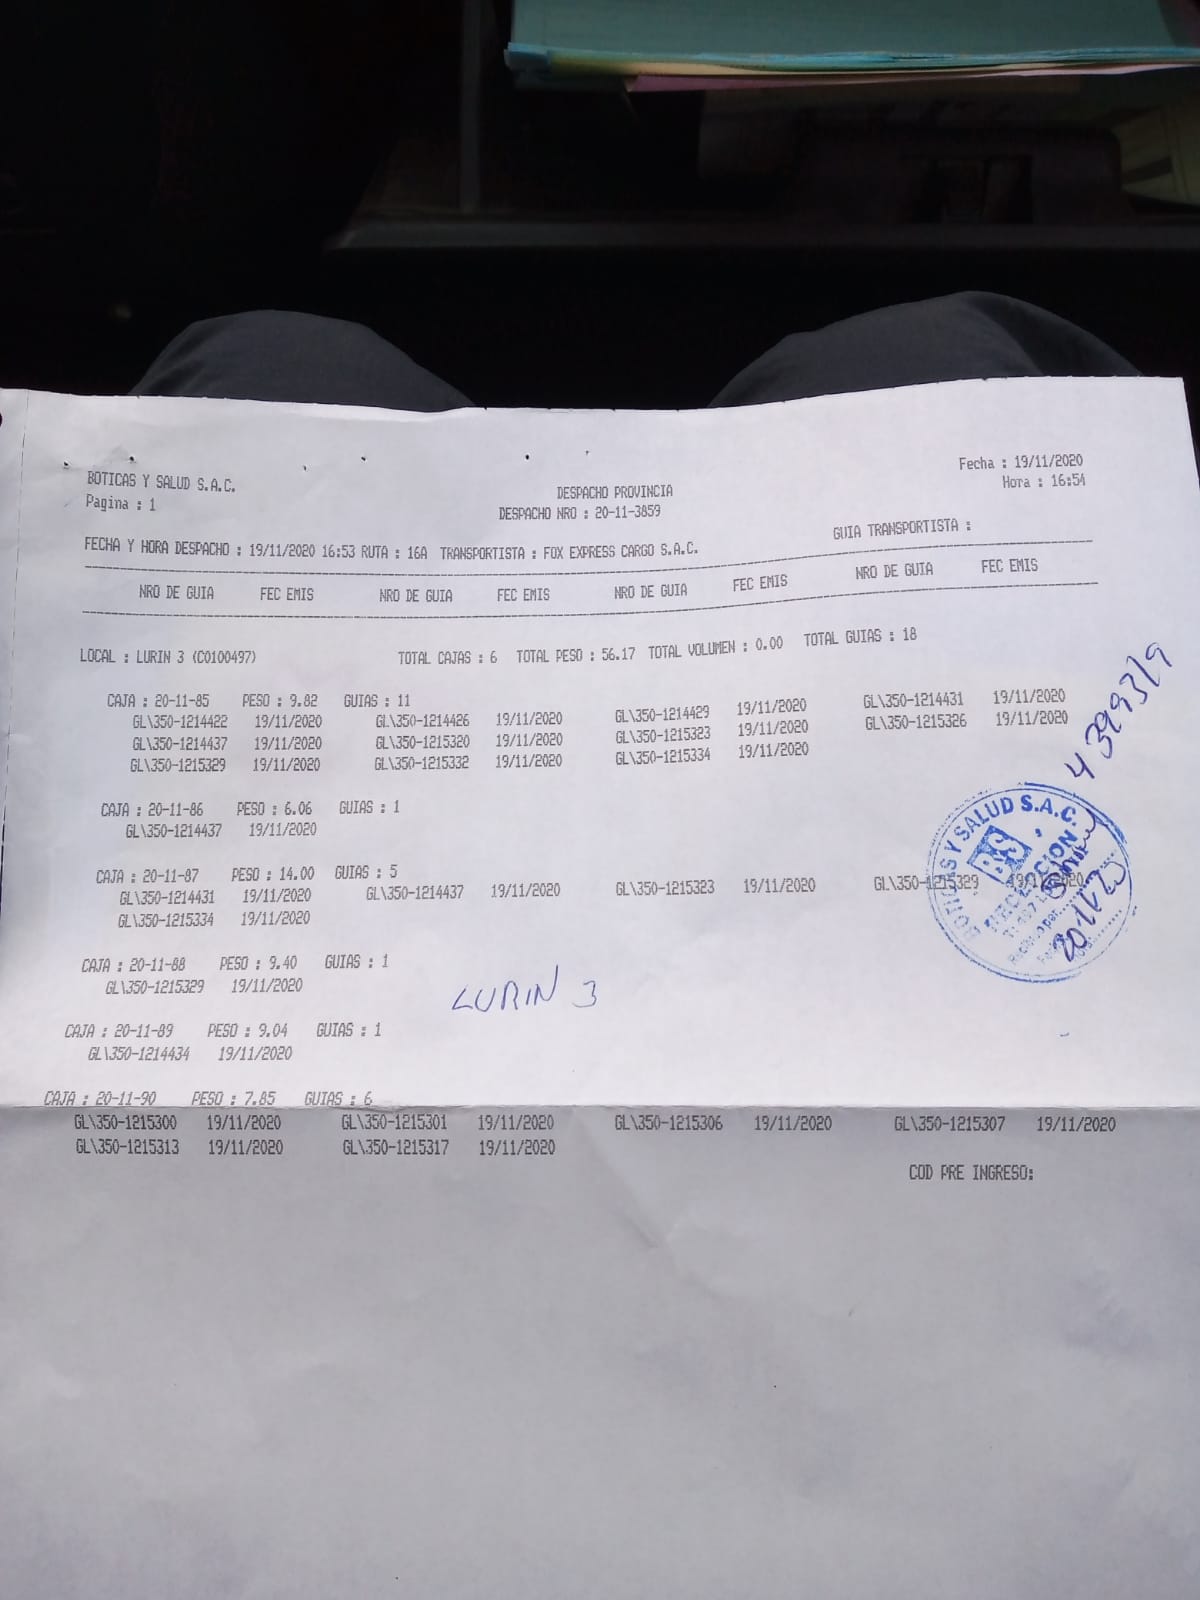 BOTICAS Y SALUD S.A.C.
Pagina : 1
DESPACHO PROVINCIA
DESPACHO NRO : 20-11-3859
Fecha : 19/11/2020
Hora : 16:54
FECHA Y HORA DESPACHO : 19/11/2020 16:53 RUTA : 16A TRANSPORTISTA : FOX EXPRESS CARGO S.A.C. GUIA TRANSPORTISTA :
NRO DE GUIA FEC EMIS NRO DE GUIA FEC EMIS NRO DE GUIA FEC EMIS NRO DE GUIA FEC EMIS
LOCAL : LURIN 3 (C0100497) TOTAL CAJAS : 6 TOTAL PESO : 56.17 TOTAL VOLUMEN : 0.00 TOTAL GUIAS : 18
CAJA : 20-11-85 PESO : 9.82 GUIAS : 11
GL\350-1214422 19/11/2020 GL\350-1214426 19/11/2020 GL\350-1214429 19/11/2020 GL\350-1214431 19/11/2020
GL\350-1214437 19/11/2020 GL\350-1215320 19/11/2020 GL\350-1215323 19/11/2020 GL\350-1215326 19/11/2020
GL\350-1215329 19/11/2020 GL\350-1215332 19/11/2020 GL\350-1215334 19/11/2020
CAJA : 20-11-86 PESO : 6.06 GUIAS : 1
GL\350-1214437 19/11/2020
CAJA : 20-11-87 PESO : 14.00 GUIAS : 5
GL\350-1214431 19/11/2020 GL\350-1214437 19/11/2020 GL\350-1215323 19/11/2020 GL\350-1215329 19/11/2020
GL\350-1215334 19/11/2020
BOTICAS Y SALUD S.A.C.
BS
CAJA : 20-11-88 PESO : 9.40 GUIAS : 1
GL\350-1215329 19/11/2020
LURIN 3
CAJA : 20-11-89 PESO : 9.04 GUIAS : 1
GL\350-1214434 19/11/2020
CAJA : 20-11-90 PESO : 7.85 GUIAS : 6
GL\350-1215300 19/11/2020 GL\350-1215301 19/11/2020 GL\350-1215306 19/11/2020 GL\350-1215307 19/11/2020
GL\350-1215313 19/11/2020 GL\350-1215317 19/11/2020
COD PRE INGRESO: